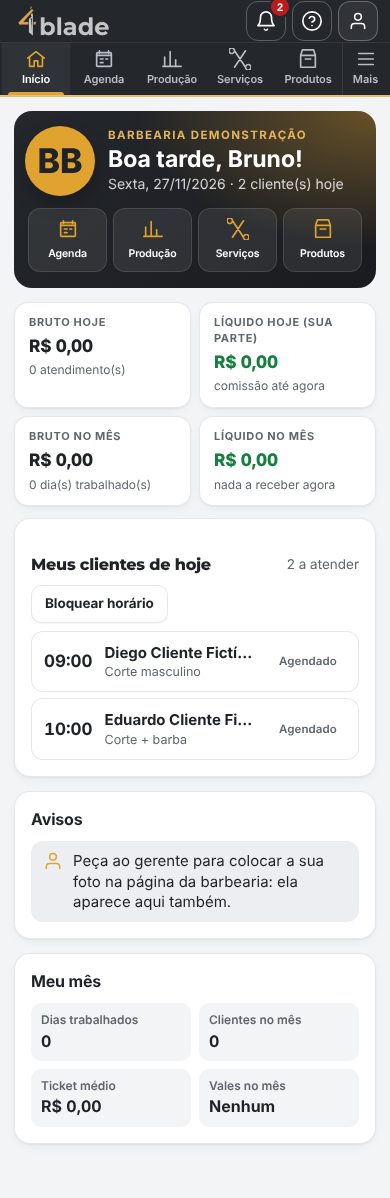 4blade
2
Início
Agenda
Produção
Serviços
Produtos
Mais
BB
BARBEARIA DEMONSTRAÇÃO
Boa tarde, Bruno!
Sexta, 27/11/2026 · 2 cliente(s) hoje
Agenda
Produção
Serviços
Produtos
BRUTO HOJE
R$ 0,00
0 atendimento(s)
LÍQUIDO HOJE (SUA
PARTE)
R$ 0,00
comissão até agora
BRUTO NO MÊS
R$ 0,00
0 dia(s) trabalhado(s)
LÍQUIDO NO MÊS
R$ 0,00
nada a receber agora
Meus clientes de hoje
2 a atender
Bloquear horário
09:00
Diego Cliente Fictí...
Corte masculino
Agendado
10:00
Eduardo Cliente Fi...
Corte + barba
Agendado
Avisos
Peça ao gerente para colocar a sua
foto na página da barbearia: ela
aparece aqui também.
Meu mês
Dias trabalhados
0
Clientes no mês
0
Ticket médio
R$ 0,00
Vales no mês
Nenhum